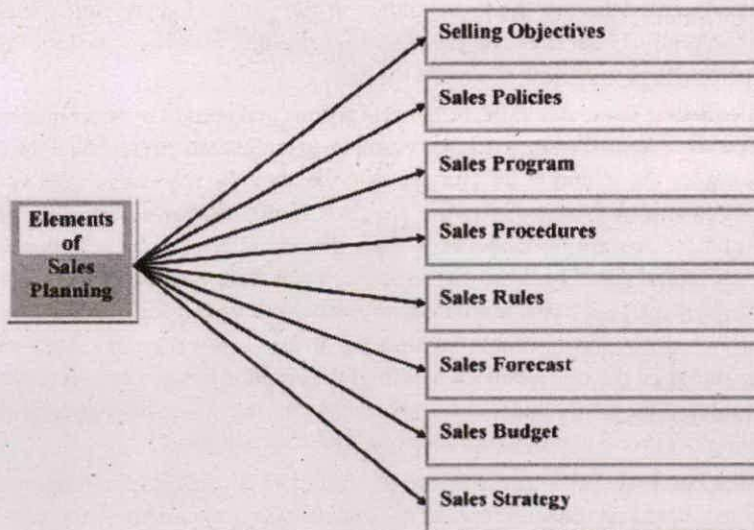 Elements
of
Sales
Planning
Selling Objectives
Sales Policies
Sales Program
Sales Procedures
Sales Rules
Sales Forecast
Sales Budget
Sales Strategy